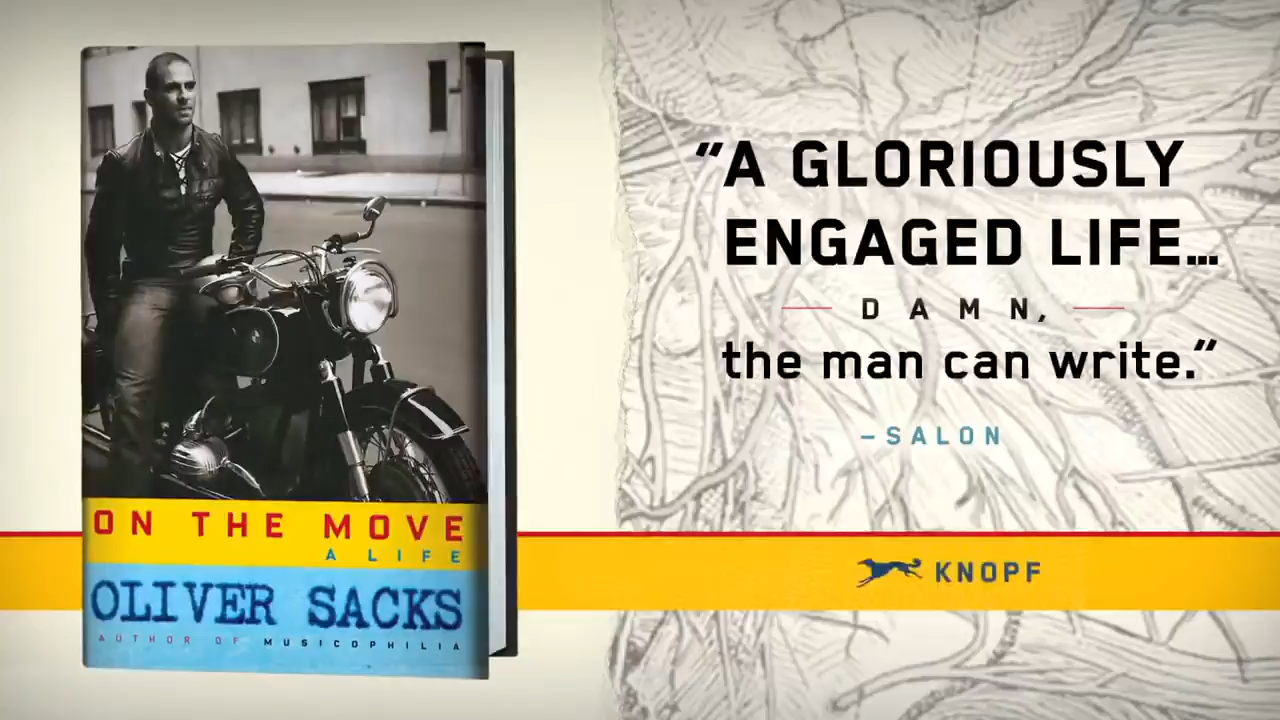 ON THE MOVE
A LIFE
OLIVER SACKS
AUTHOR OF MUSICOPHILIA
“A GLORIOUSLY
ENGAGED LIFE...
DAMN,
the man can write.”
–SALON
KNOPF